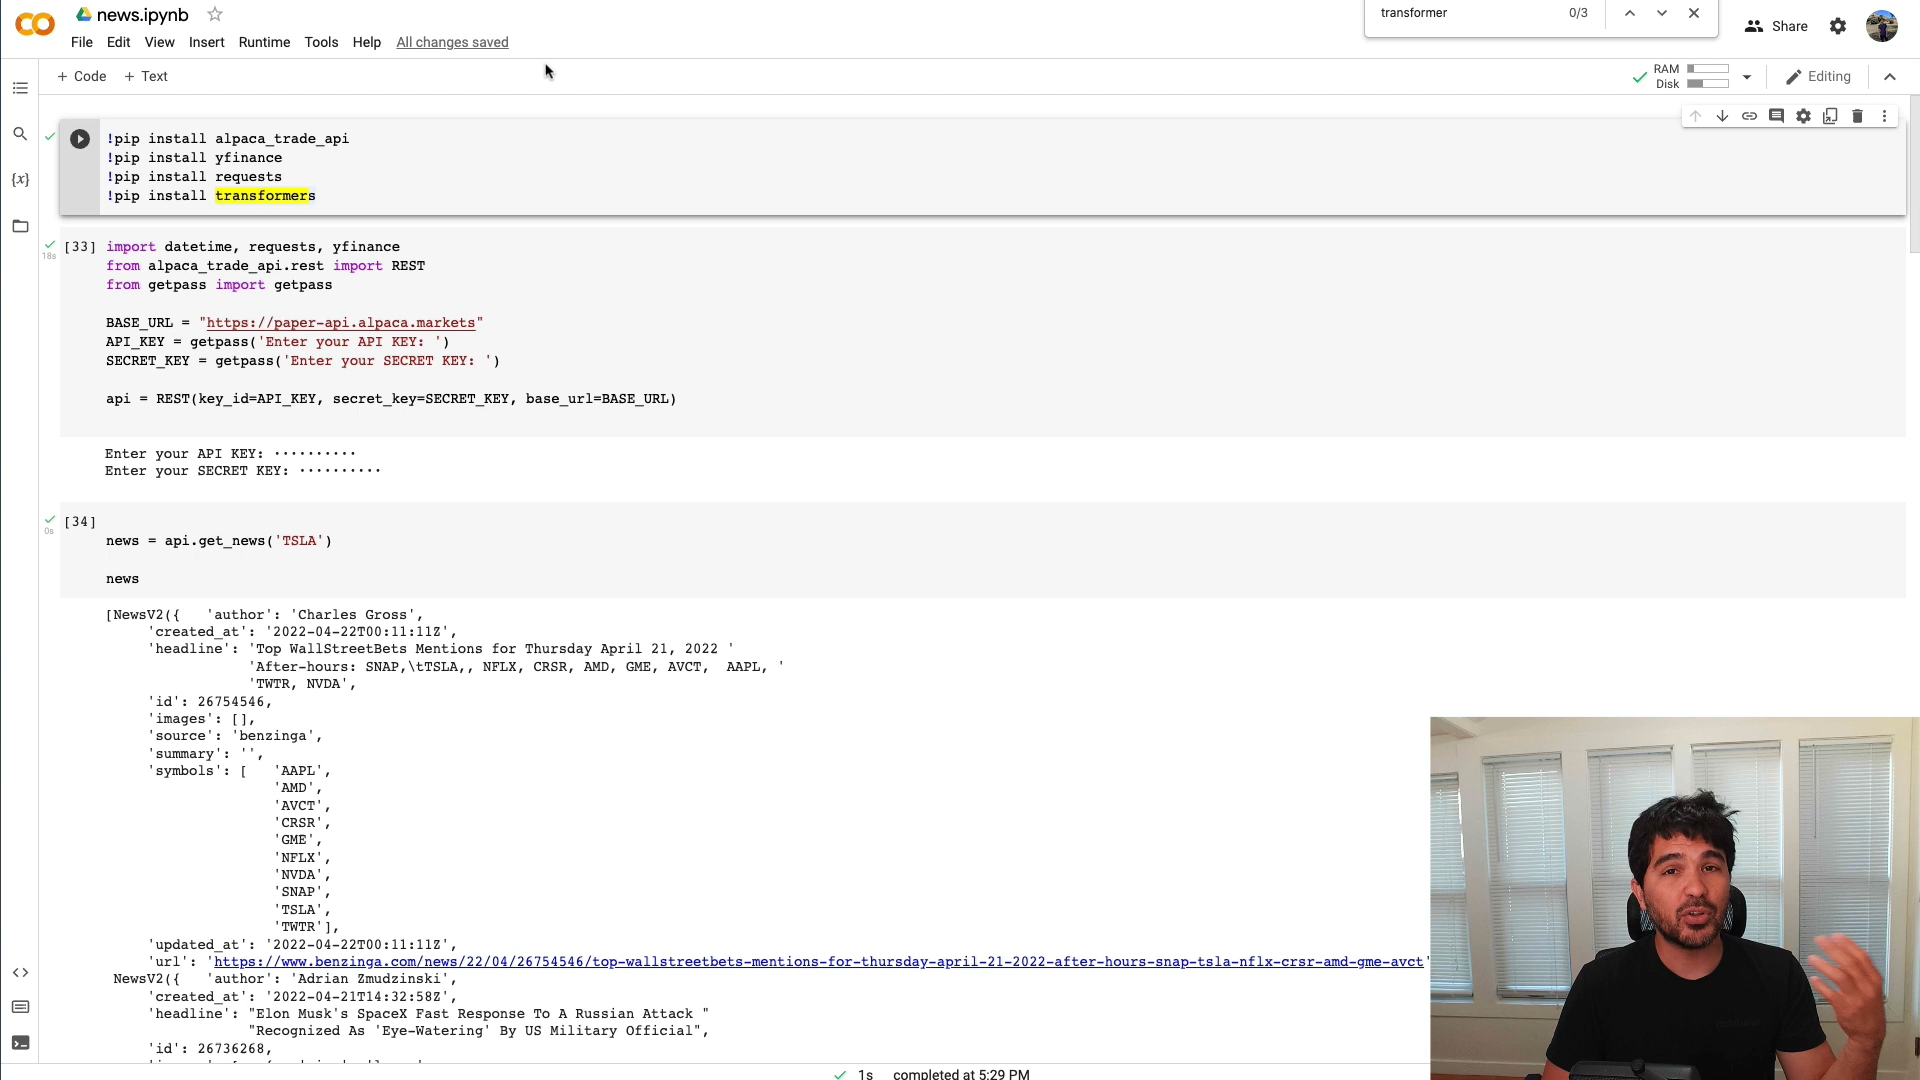 news.ipynb
transformer
0/3
Share
File Edit View Insert Runtime Tools Help All changes saved
+ Code + Text
RAM
Disk
Editing
!pip install alpaca_trade_api
!pip install yfinance
!pip install requests
!pip install transformers
[33] import datetime, requests, yfinance
18s
from alpaca_trade_api.rest import REST
from getpass import getpass
BASE_URL = "https://paper-api.alpaca.markets"
API_KEY = getpass('Enter your API KEY: ')
SECRET_KEY = getpass('Enter your SECRET KEY: ')
api = REST(key_id=API_KEY, secret_key=SECRET_KEY, base_url=BASE_URL)
Enter your API KEY: ··········
Enter your SECRET KEY: ··········
[34]
0s
news = api.get_news('TSLA')
news
[NewsV2({ 'author': 'Charles Gross',
'created_at': '2022-04-22T00:11:11Z',
'headline': 'Top WallStreetBets Mentions for Thursday April 21, 2022 '
'After-hours: SNAP,\tTSLA,, NFLX, CRSR, AMD, GME, AVCT, AAPL, '
'TWTR, NVDA',
'id': 26754546,
'images': [],
'source': 'benzinga',
'summary': '',
'symbols': [ 'AAPL',
'AMD',
'AVCT',
'CRSR',
'GME',
'NFLX',
'NVDA',
'SNAP',
'TSLA',
'TWTR'],
'updated_at': '2022-04-22T00:11:11Z',
'url': 'https://www.benzinga.com/news/22/04/26754546/top-wallstreetbets-mentions-for-thursday-april-21-2022-after-hours-snap-tsla-nflx-crsr-amd-gme-avct'
NewsV2({ 'author': 'Adrian Zmudzinski',
'created_at': '2022-04-21T14:32:58Z',
'headline': "Elon Musk's SpaceX Fast Response To A Russian Attack "
"Recognized As 'Eye-Watering' By US Military Official",
'id': 26736268,
1s completed at 5:29 PM